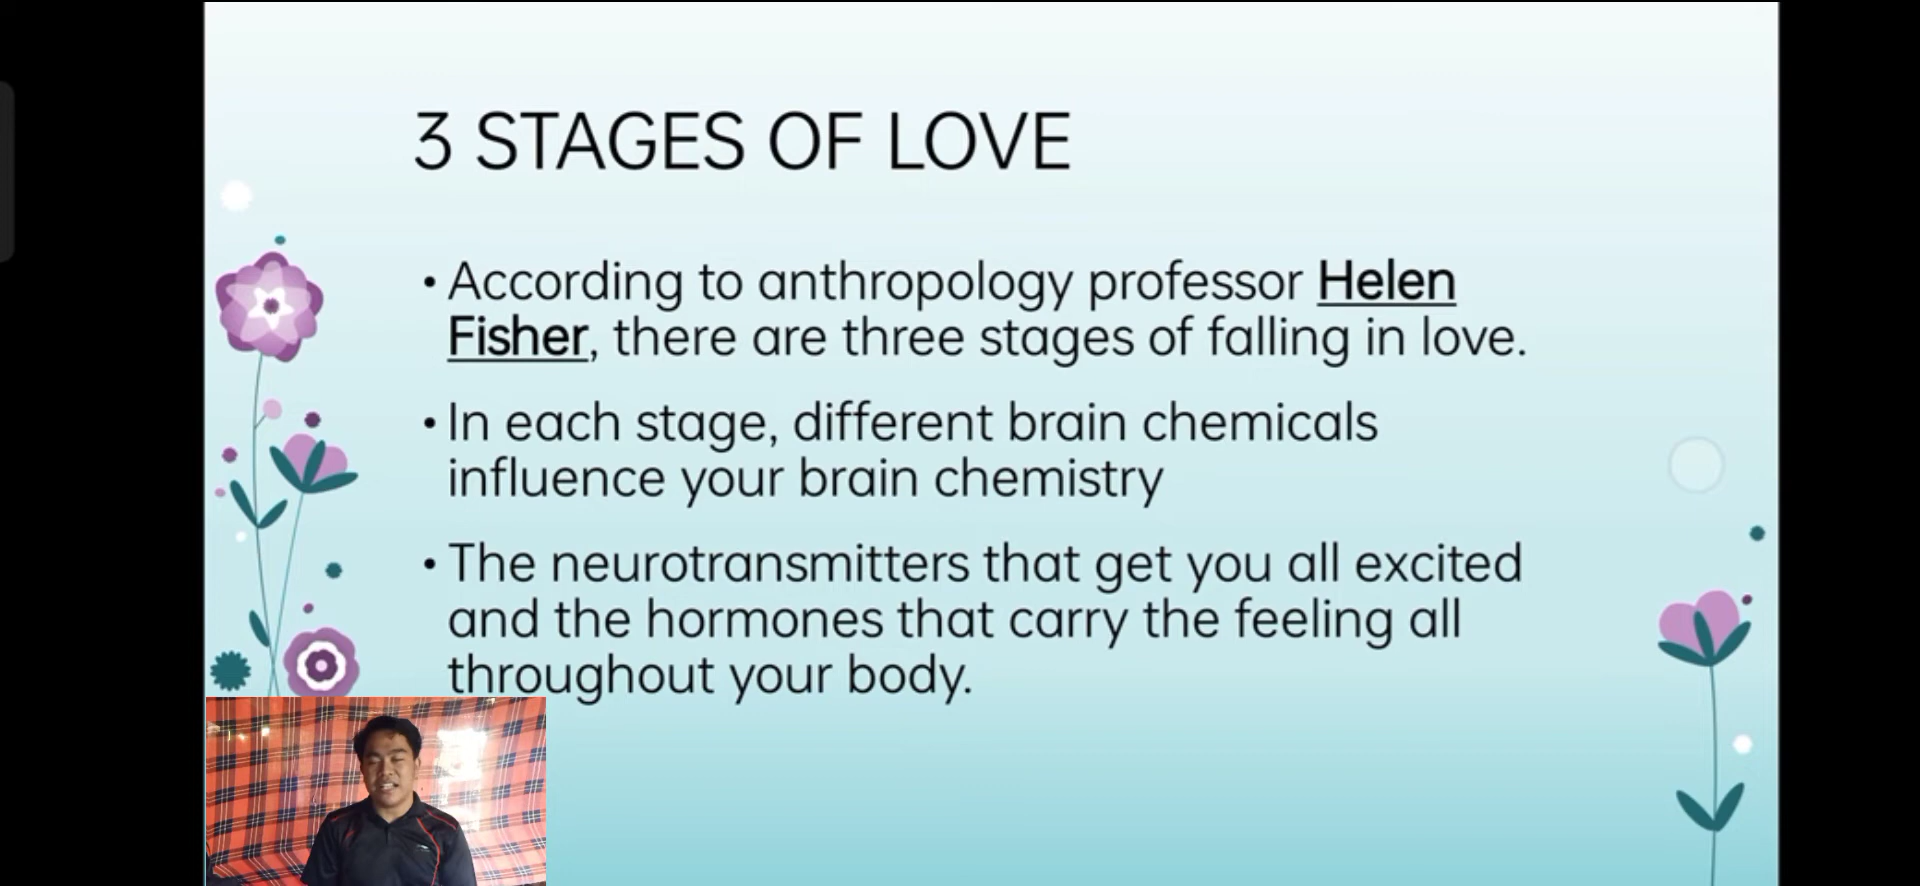 3 STAGES OF LOVE
• According to anthropology professor Helen
Fisher, there are three stages of falling in love.
• In each stage, different brain chemicals
influence your brain chemistry
• The neurotransmitters that get you all excited
and the hormones that carry the feeling all
throughout your body.